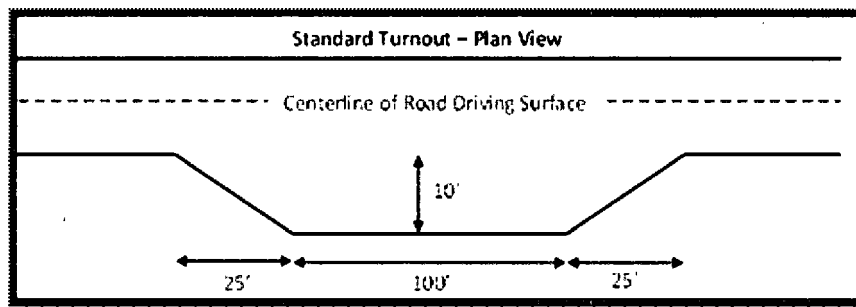 Standard Turnout – Plan View
Centerline of Road Driving Surface
10'
25'
100'
25'